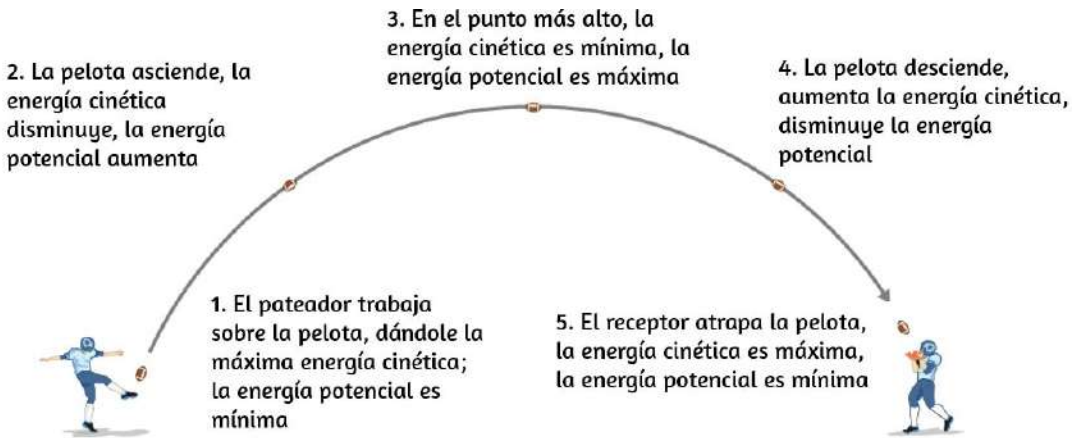 1. El pateador trabaja
sobre la pelota, dándole la
máxima energía cinética;
la energía potencial es
mínima
2. La pelota asciende, la
energía cinética
disminuye, la energía
potencial aumenta
3. En el punto más alto, la
energía cinética es mínima, la
energía potencial es máxima
4. La pelota desciende,
aumenta la energía cinética,
disminuye la energía
potencial
5. El receptor atrapa la pelota,
la energía cinética es máxima,
la energía potencial es mínima